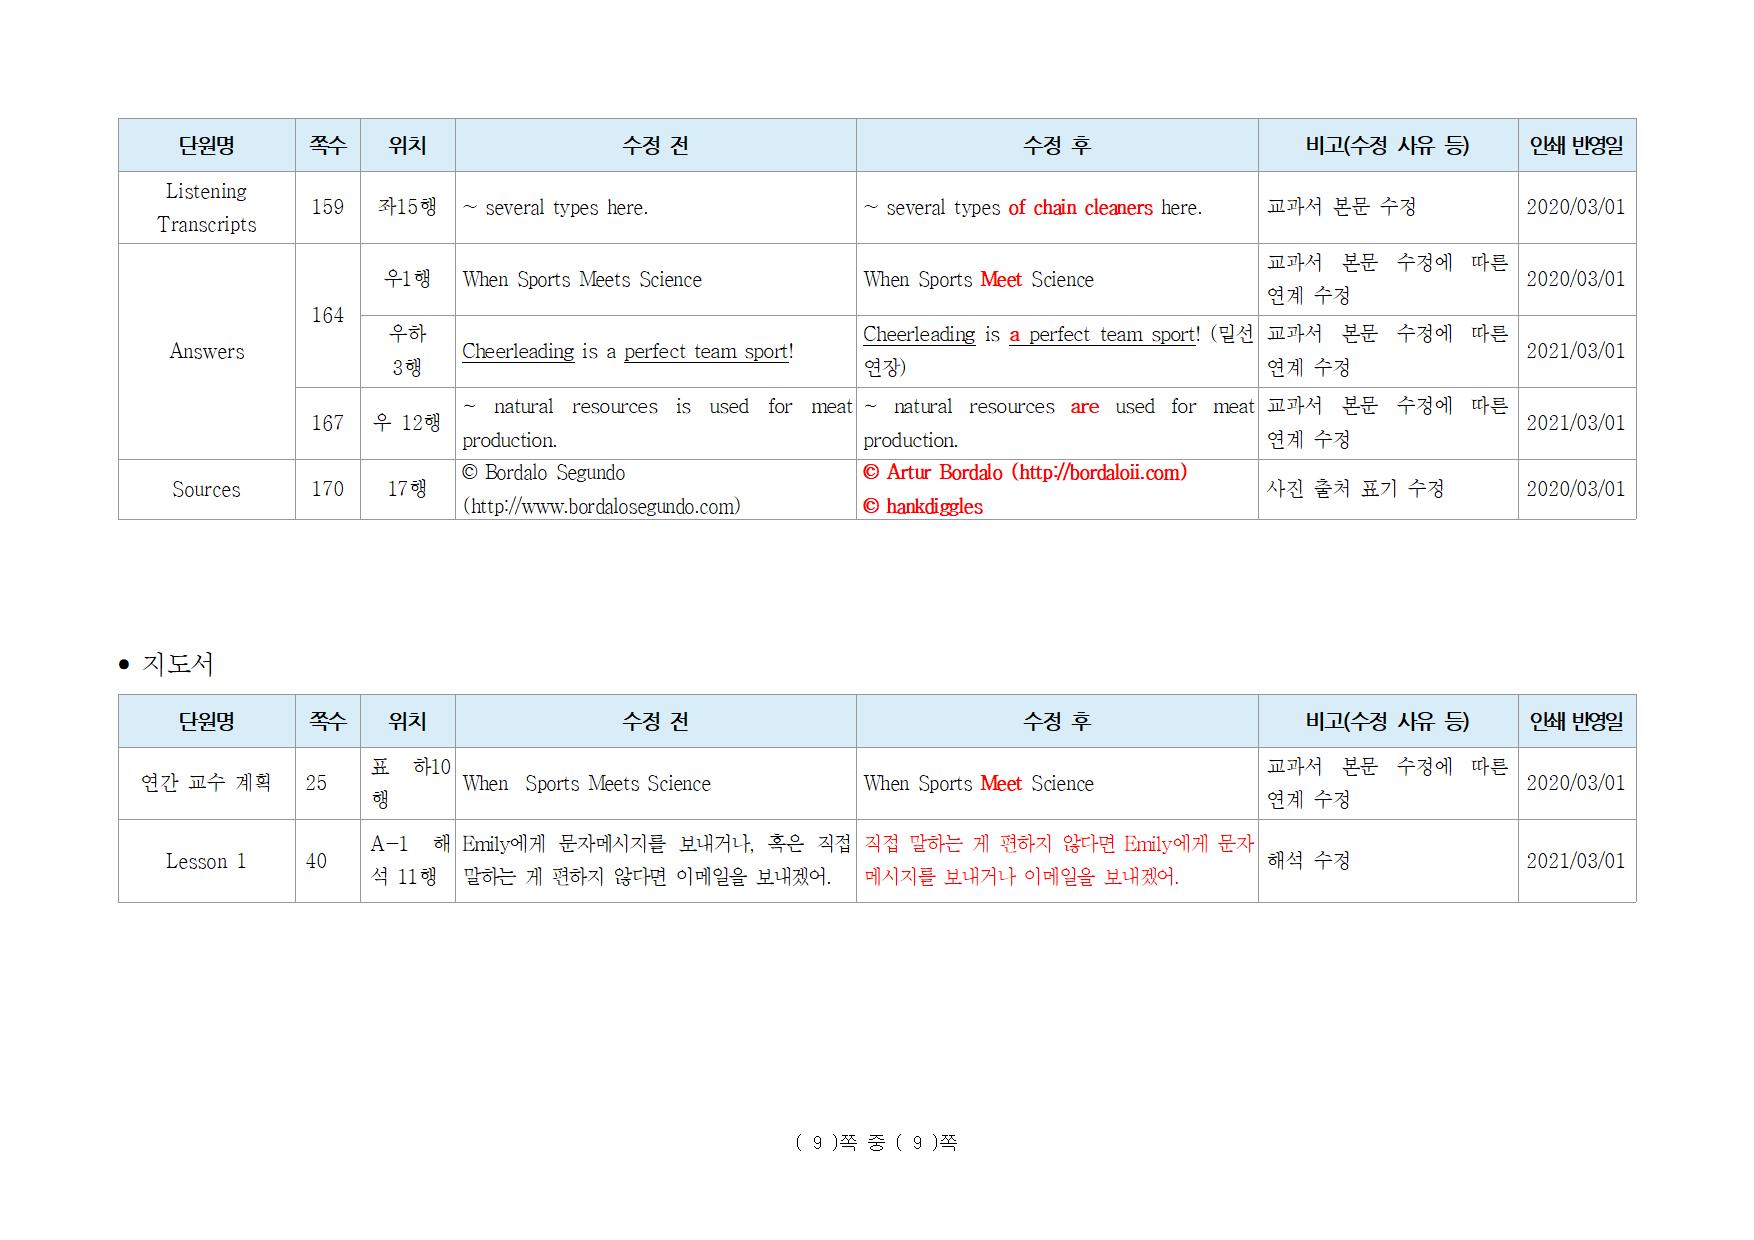 단원명 쪽수 위치 수정 전 수정 후 비고(수정 사유 등) 인쇄 반영일
Listening
Transcripts
159
좌15행
~ several types here.
~ several types of chain cleaners here.
교과서 본문 수정
2020/03/01
Answers
164
우1행
When Sports Meets Science
When Sports Meet Science
교과서 본문 수정에 따른
연계 수정
2020/03/01
우하
3행
Cheerleading is a perfect team sport!
Cheerleading is a perfect team sport! (밑선
연장)
교과서 본문 수정에 따른
연계 수정
2021/03/01
167
우 12행
~ natural resources is used for meat
production.
~ natural resources are used for meat
production.
교과서 본문 수정에 따른
연계 수정
2021/03/01
Sources
170
17행
© Bordalo Segundo
(http://www.bordalosegundo.com)
© Artur Bordalo (http://bordaloii.com)
© hankdiggles
사진 출처 표기 수정
2020/03/01
• 지도서
단원명 쪽수 위치 수정 전 수정 후 비고(수정 사유 등) 인쇄 반영일
연간 교수 계획
25
표 하10
행
When Sports Meets Science
When Sports Meet Science
교과서 본문 수정에 따른
연계 수정
2020/03/01
Lesson 1
40
A-1 해
석 11행
Emily에게 문자메시지를 보내거나, 혹은 직접
말하는 게 편하지 않다면 이메일을 보내겠어.
직접 말하는 게 편하지 않다면 Emily에게 문자
메시지를 보내거나 이메일을 보내겠어.
해석 수정
2021/03/01
( 9 )쪽 중 ( 9 )쪽